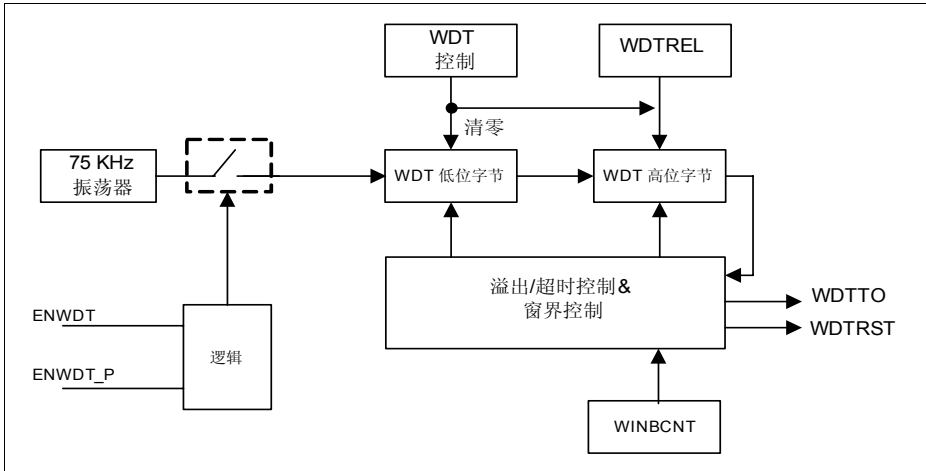 WDT
控制
WDTREL
清零
75 KHz
振荡器
WDT 低位字节
WDT 高位字节
溢出/超时控制&
窗界控制
WDTTO
WDTRST
ENWDT
逻辑
ENWDT_P
WINBCNT